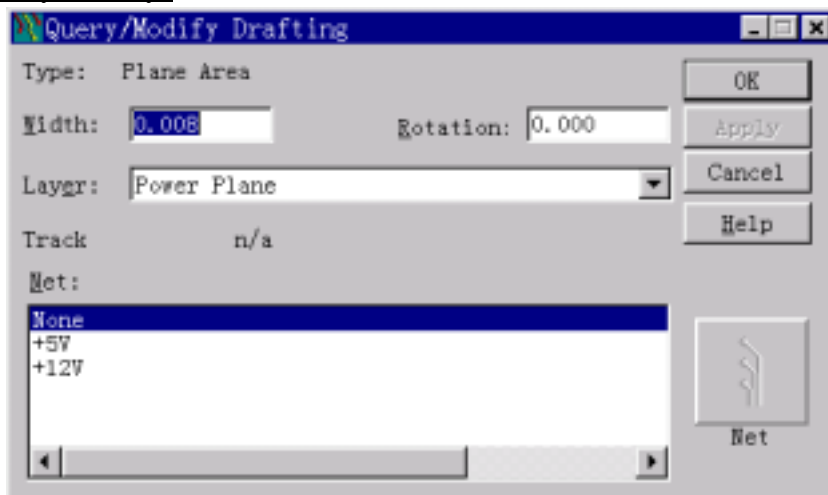 Query/Modify Drafting
Type: Plane Area
OK
Width: 0.008 Rotation: 0.000
Apply
Layer: Power Plane
Cancel
Help
Track n/a
Net:
None
+5V
+12V
Net